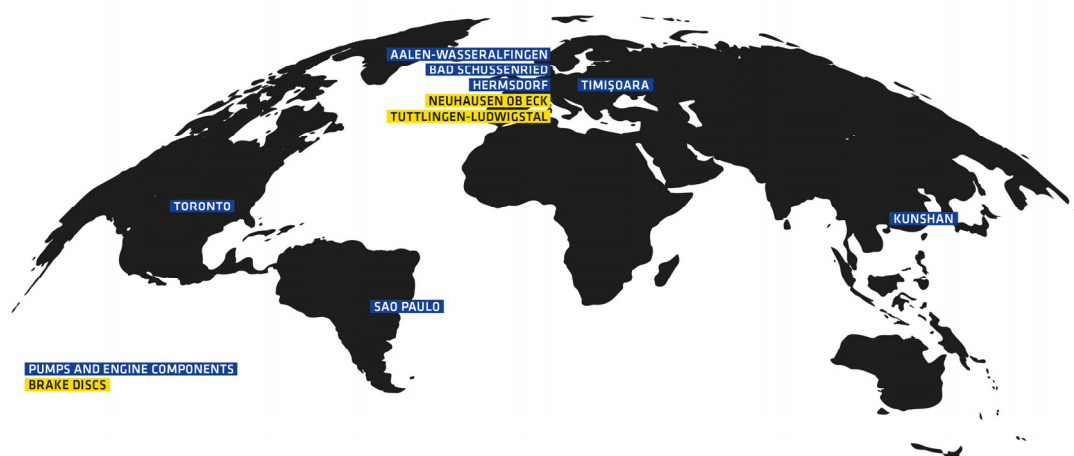 AALEN-WASSERALFINGEN
BAD SCHUSSENRIED
HERMSDORF
TIMIŞOARA
NEUHAUSEN OB ECK
TUTTLINGEN-LUDWIGSTAL
TORONTO
KUNSHAN
SAO PAULO
PUMPS AND ENGINE COMPONENTS
BRAKE DISCS